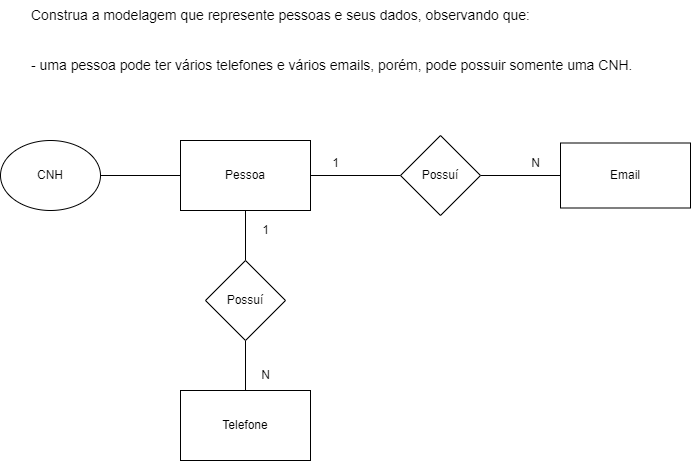 Construa a modelagem que represente pessoas e seus dados, observando que:
- uma pessoa pode ter vários telefones e vários emails, porém, pode possuir somente uma CNH.
CNH
Pessoa
1
Possuí
N
Email
1
Possuí
N
Telefone